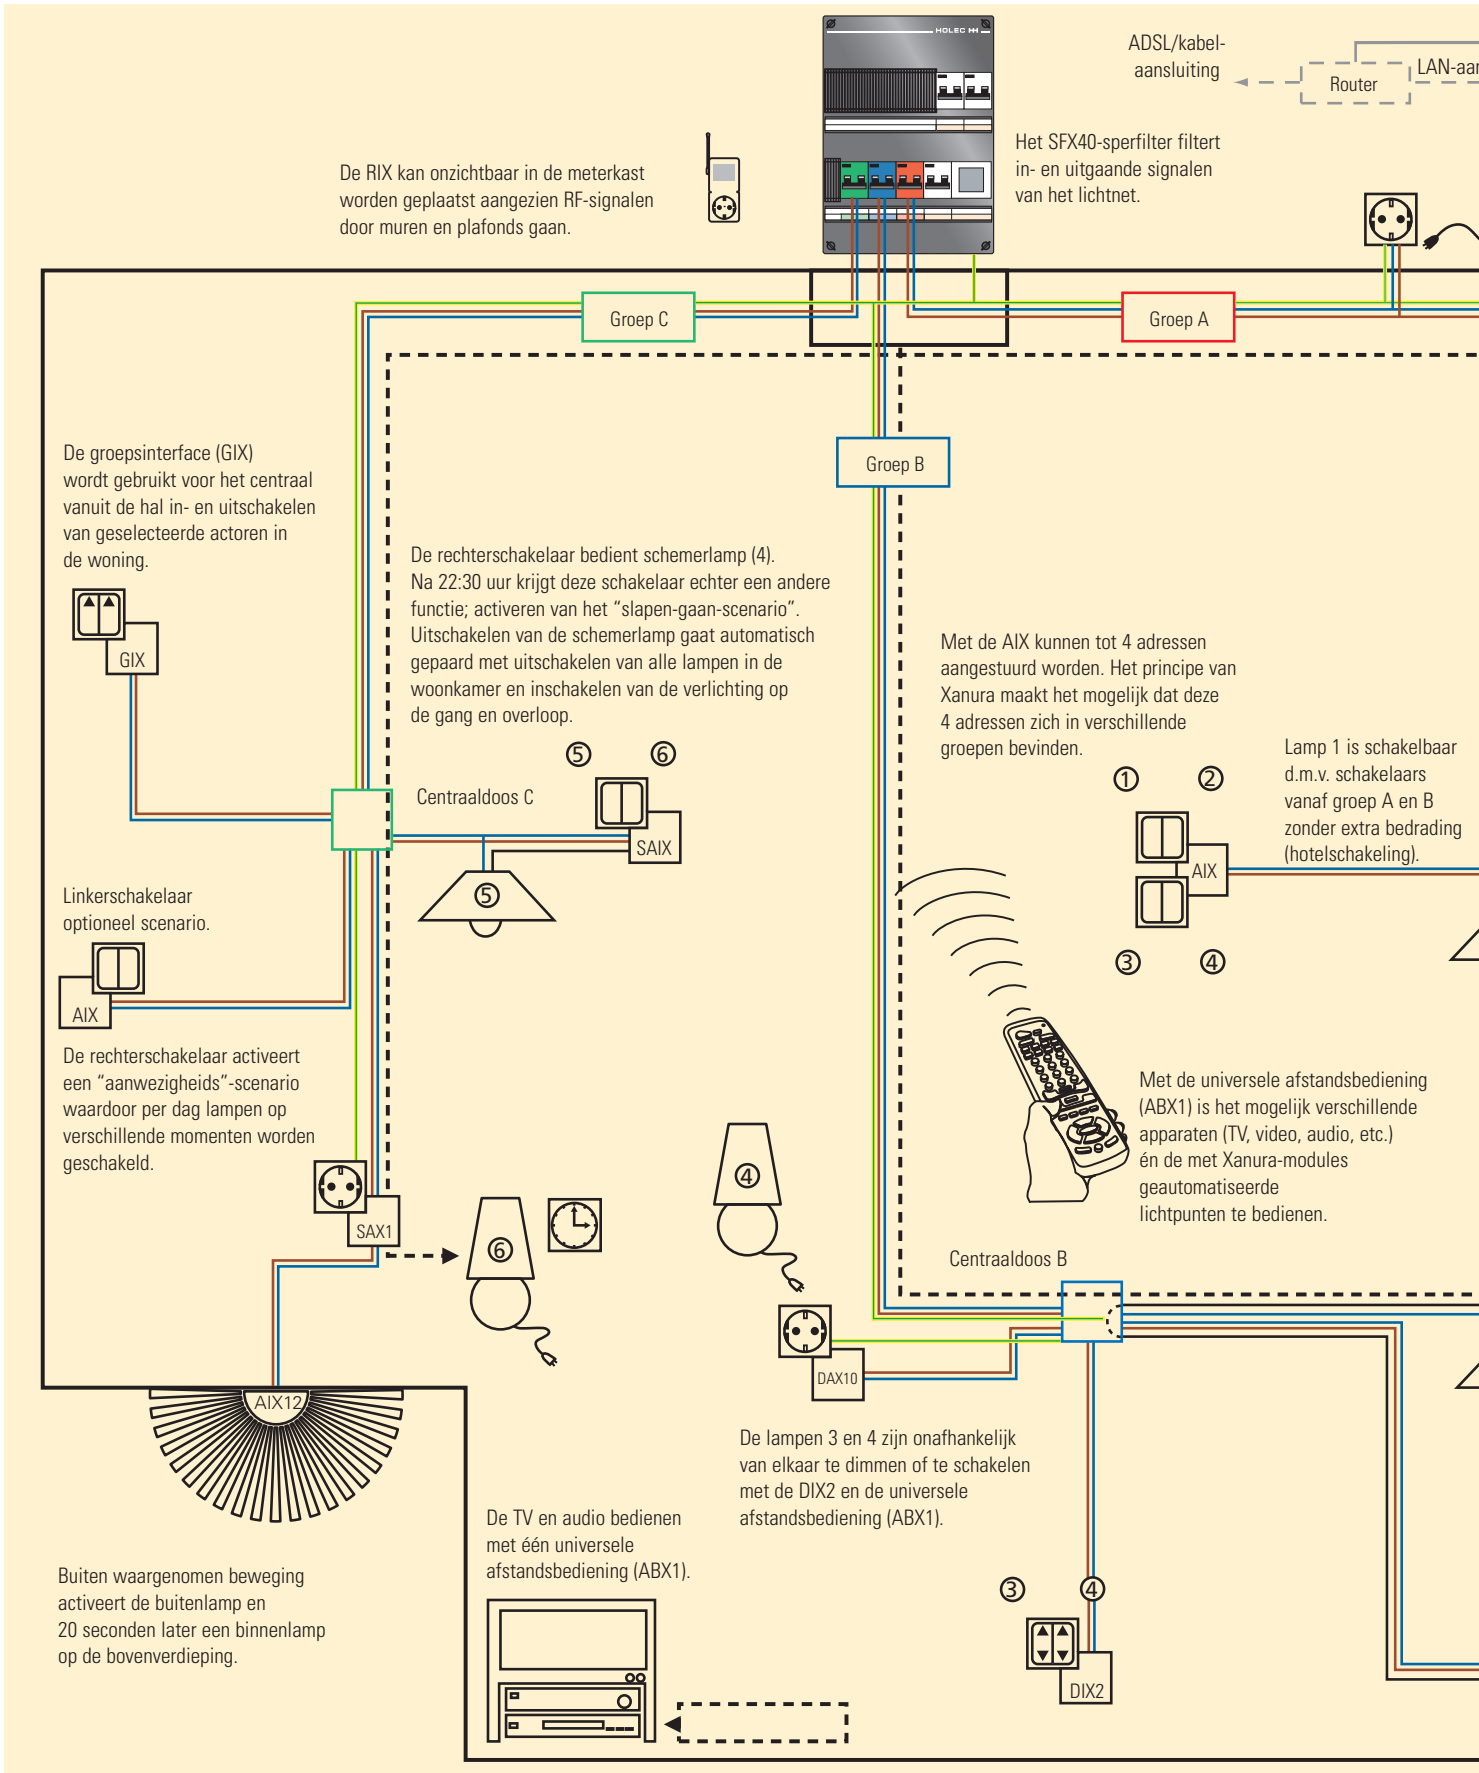 HOLEC
ADSL/kabel-
aansluiting
Router
LAN-aan
De RIX kan onzichtbaar in de meterkast
worden geplaatst aangezien RF-signalen
door muren en plafonds gaan.
Het SFX40-sperfilter filtert
in- en uitgaande signalen
van het lichtnet.
Groep C
Groep A
Groep B
De groepsinterface (GIX)
wordt gebruikt voor het centraal
vanuit de hal in- en uitschakelen
van geselecteerde actoren in
de woning.
GIX
De rechterschakelaar bedient schemerlamp (4).
Na 22:30 uur krijgt deze schakelaar echter een andere
functie; activeren van het “slapen-gaan-scenario”.
Uitschakelen van de schemerlamp gaat automatisch
gepaard met uitschakelen van alle lampen in de
woonkamer en inschakelen van de verlichting op
de gang en overloop.
5 6
Centraaldoos C
SAIX
5
Met de AIX kunnen tot 4 adressen
aangestuurd worden. Het principe van
Xanura maakt het mogelijk dat deze
4 adressen zich in verschillende
groepen bevinden.
1 2
AIX
3 4
Lamp 1 is schakelbaar
d.m.v. schakelaars
vanaf groep A en B
zonder extra bedrading
(hotelschakeling).
Linkerschakelaar
optioneel scenario.
AIX
De rechterschakelaar activeert
een “aanwezigheids”-scenario
waardoor per dag lampen op
verschillende momenten worden
geschakeld.
SAX1
6
4
Met de universele afstandsbediening
(ABX1) is het mogelijk verschillende
apparaten (TV, video, audio, etc.)
én de met Xanura-modules
geautomatiseerde
lichtpunten te bedienen.
Centraaldoos B
DAX10
AIX12
De lampen 3 en 4 zijn onafhankelijk
van elkaar te dimmen of te schakelen
met de DIX2 en de universele
afstandsbediening (ABX1).
De TV en audio bedienen
met één universele
afstandsbediening (ABX1).
Buiten waargenomen beweging
activeert de buitenlamp en
20 seconden later een binnenlamp
op de bovenverdieping.
3 4
DIX2